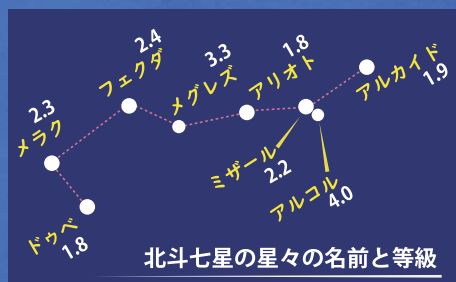 2.4
フェクダ
3.3
メグレズ
1.8
アリオト
アルカイド
1.9
2.3
メラク
ミザール
2.2
アルコル
4.0
ドゥベ
1.8
北斗七星の星々の名前と等級